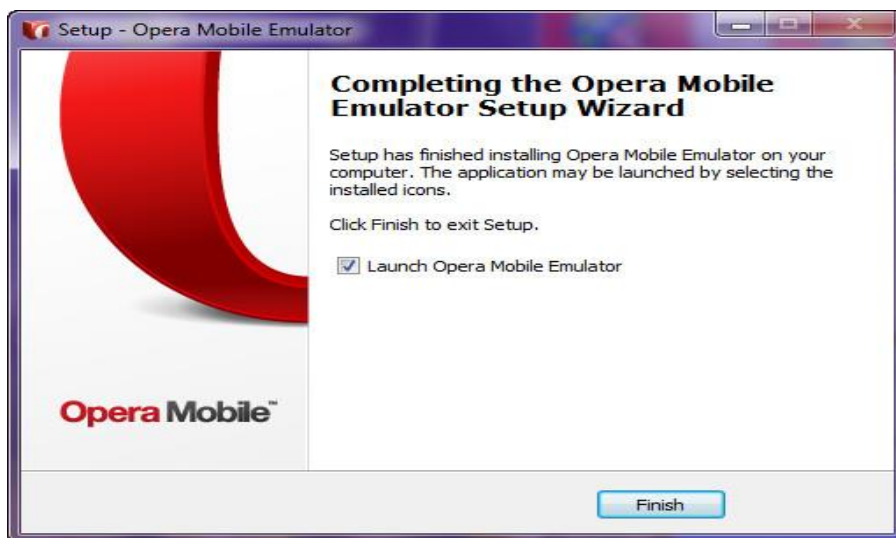 Setup - Opera Mobile Emulator
Completing the Opera Mobile
Emulator Setup Wizard
Setup has finished installing Opera Mobile Emulator on your
computer. The application may be launched by selecting the
installed icons.
Click Finish to exit Setup.
Launch Opera Mobile Emulator
Opera Mobile™
Finish